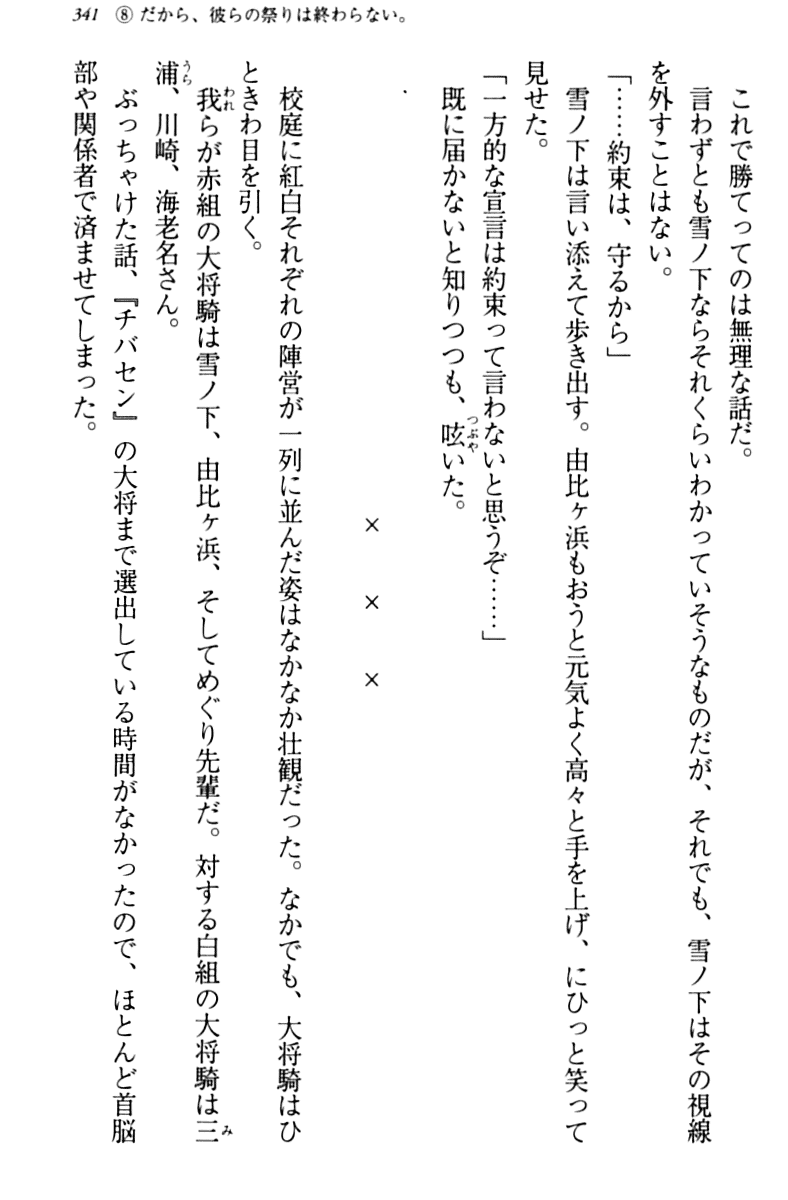 341 ⑧ だから、彼らの祭りは終わらない。
これで勝てってのは無理な話だ。
言わずとも雪ノ下ならそれくらいわかっていそうなものだが、それでも、雪ノ下はその視線
を外すことはない。
「……約束は、守るから」
雪ノ下は言い添えて歩き出す。由比ヶ浜もおうと元気よく高々と手を上げ、にひっと笑って
見せた。
「一方的な宣言は約束って言わないと思うぞ……」
既に届かないと知りつつも、呟いた。
つぶや
× × ×
校庭に紅白それぞれの陣営が一列に並んだ姿はなかなか壮観だった。なかでも、大将騎はひ
ときわ目を引く。
我らが赤組の大将騎は雪ノ下、由比ヶ浜、そしてめぐり先輩だ。対する白組の大将騎は三
われ
み
浦、川崎、海老名さん。
うら
ぶっちゃけた話、『チバセン』の大将まで選出している時間がなかったので、ほとんど首脳
部や関係者で済ませてしまった。